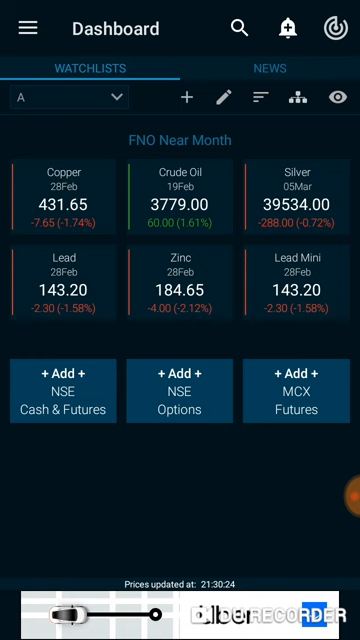 Dashboard
WATCHLISTS
NEWS
A
FNO Near Month
Copper
28Feb
431.65
-7.65 (-1.74%)
Crude Oil
19Feb
3779.00
60.00 (1.61%)
Silver
05Mar
39534.00
-288.00 (-0.72%)
Lead
28Feb
143.20
-2.30 (-1.58%)
Zinc
28Feb
184.65
-4.00 (-2.12%)
Lead Mini
28Feb
143.20
-2.30 (-1.58%)
+ Add +
NSE
Cash & Futures
+ Add +
NSE
Options
+ Add +
MCX
Futures
Prices updated at: 21:30:24
Uber
RECORDER